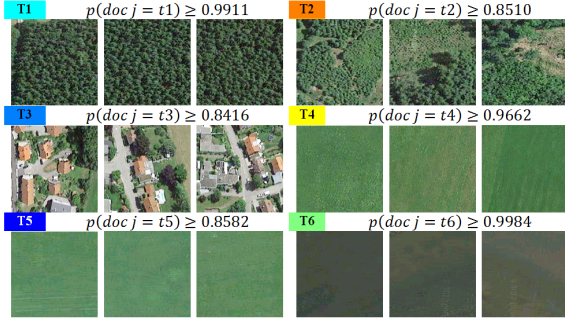 T1 p(doc j = t1) ≥ 0.9911
T2 p(doc j = t2) ≥ 0.8510
T3 p(doc j = t3) ≥ 0.8416
T4 p(doc j = t4) ≥ 0.9662
T5 p(doc j = t5) ≥ 0.8582
T6 p(doc j = t6) ≥ 0.9984